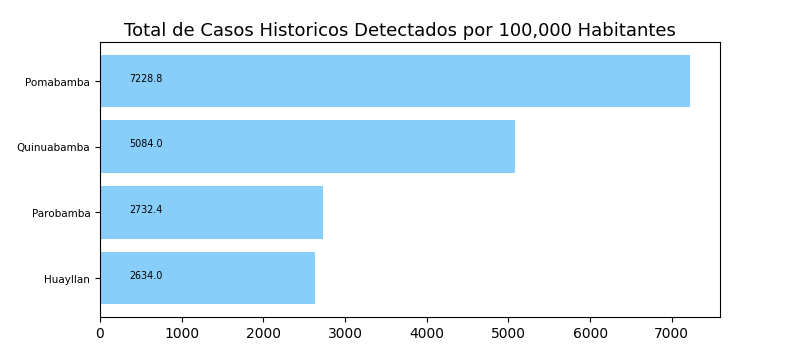 Total de Casos Historicos Detectados por 100,000 Habitantes
Pomabamba
7228.8
Quinuabamba
5084.0
Parobamba
2732.4
Huayllan
2634.0
0 1000 2000 3000 4000 5000 6000 7000